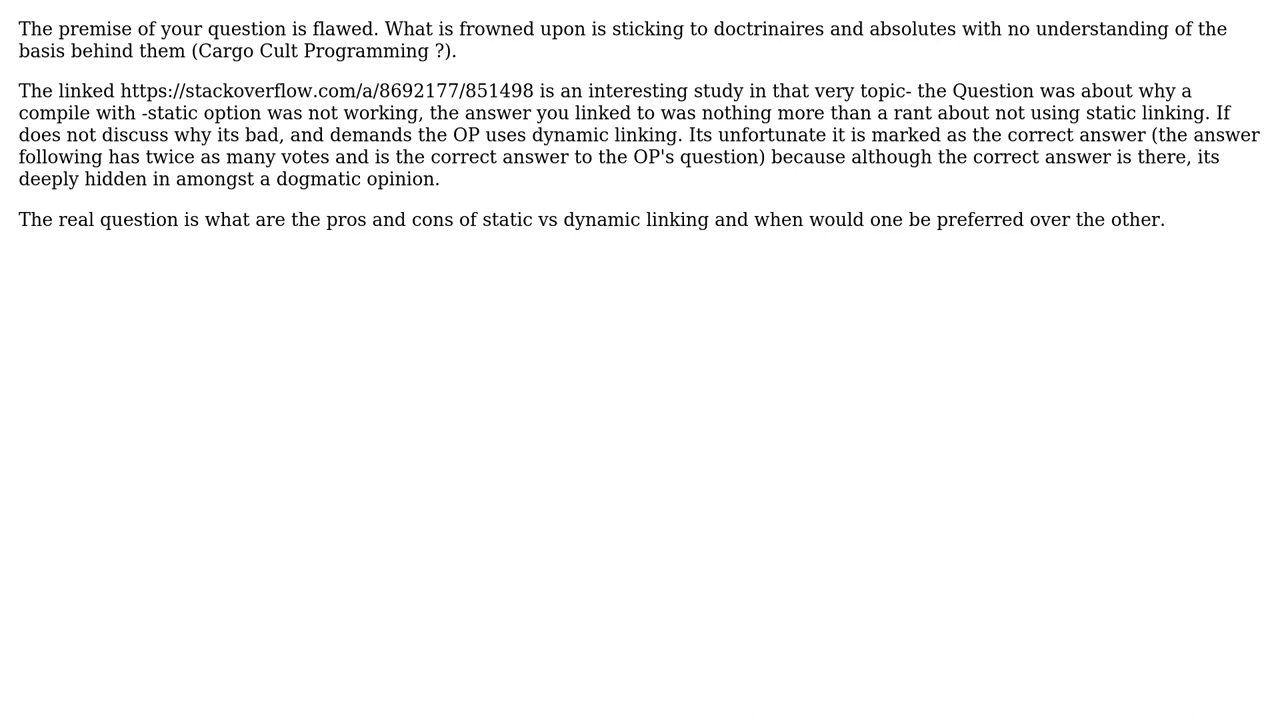 The premise of your question is flawed. What is frowned upon is sticking to doctrinaires and absolutes with no understanding of the
basis behind them (Cargo Cult Programming ?).
The linked https://stackoverflow.com/a/8692177/851498 is an interesting study in that very topic- the Question was about why a
compile with -static option was not working, the answer you linked to was nothing more than a rant about not using static linking. If
does not discuss why its bad, and demands the OP uses dynamic linking. Its unfortunate it is marked as the correct answer (the answer
following has twice as many votes and is the correct answer to the OP's question) because although the correct answer is there, its
deeply hidden in amongst a dogmatic opinion.
The real question is what are the pros and cons of static vs dynamic linking and when would one be preferred over the other.